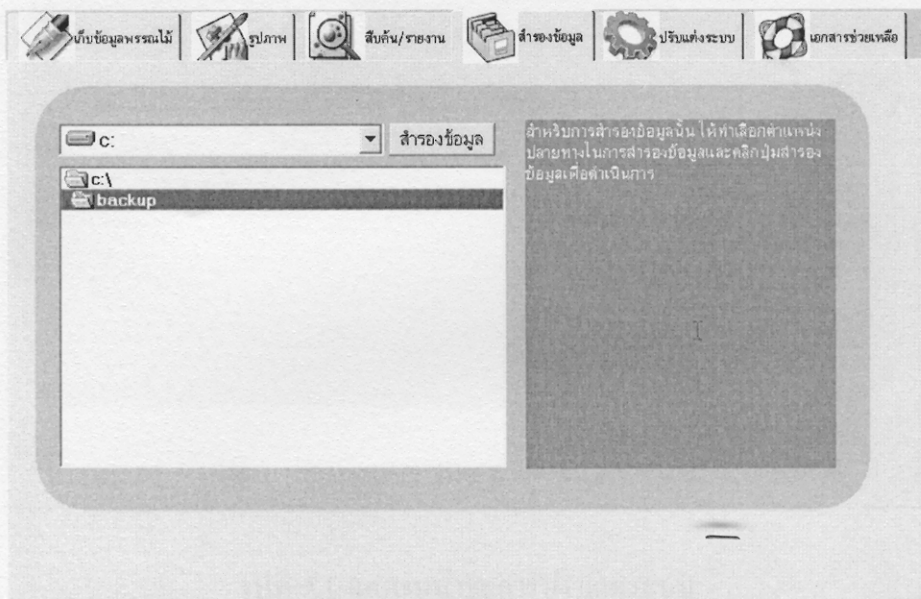 เก็บข้อมูลพรรณไม้ รูปภาพ สืบค้น/รายงาน สำรองข้อมูล ปรับแต่งระบบ เอกสารช่วยเหลือ
c: สำรองข้อมูล
c:\
backup
สำหรับการสำรองข้อมูลนั้น ให้ทำเลือกตำแหน่ง
ปลายทางในการสำรองข้อมูลและคลิกปุ่มสำรอง
ข้อมูลเพื่อดำเนินการ